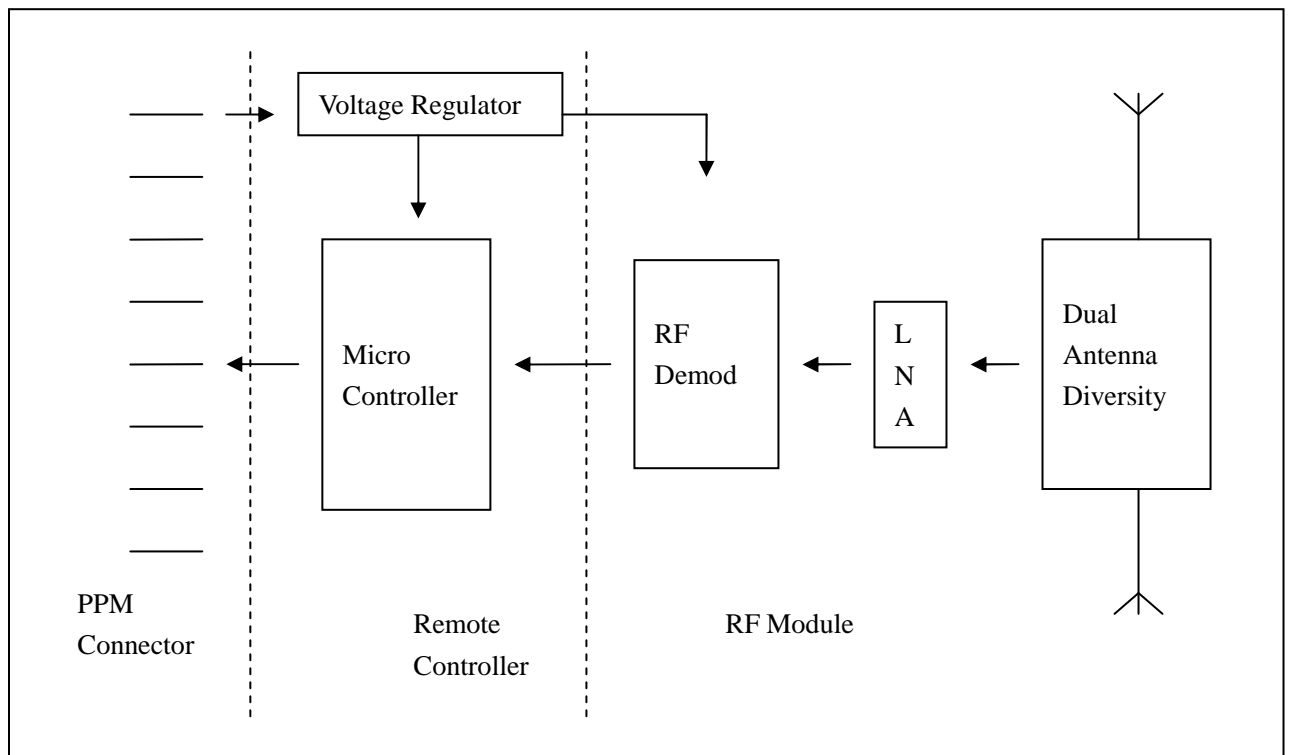 Voltage Regulator
Micro
Controller
RF
Demod
L
N
A
Dual
Antenna
Diversity
PPM
Connector
Remote
Controller
RF Module